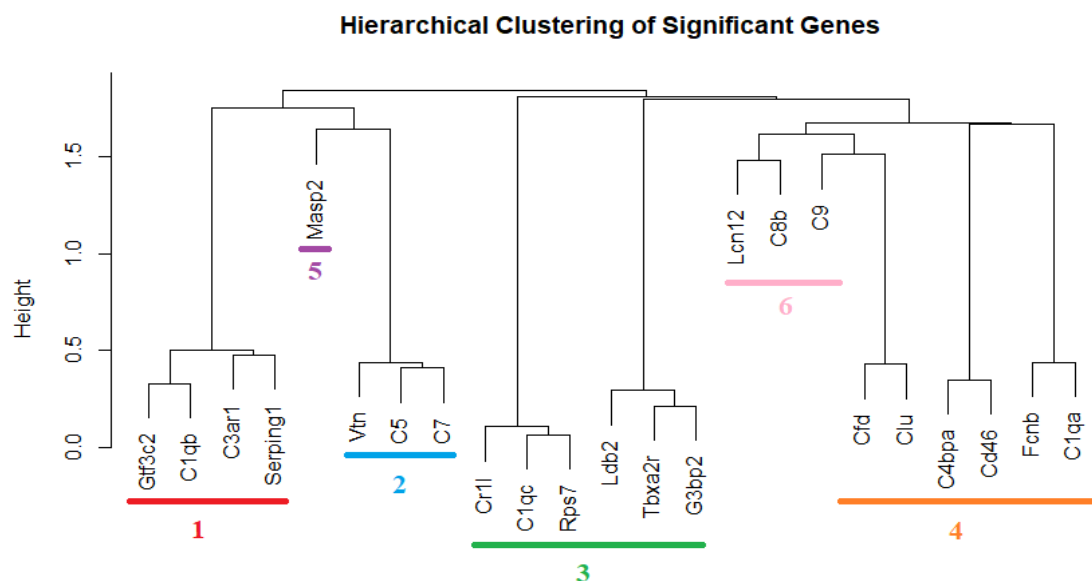 Hierarchical Clustering of Significant Genes
Height
1.5
1.0
0.5
0.0
Gtf3c2
C1qb
C3ar1
Serping1
Masp2
Vtn
C5
C7
Cr1l
C1qc
Rps7
Ldb2
Tbxa2r
G3bp2
Lcn12
C8b
C9
Cfd
Clu
C4bpa
Cd46
Fcnb
C1qa
1
5
2
3
6
4